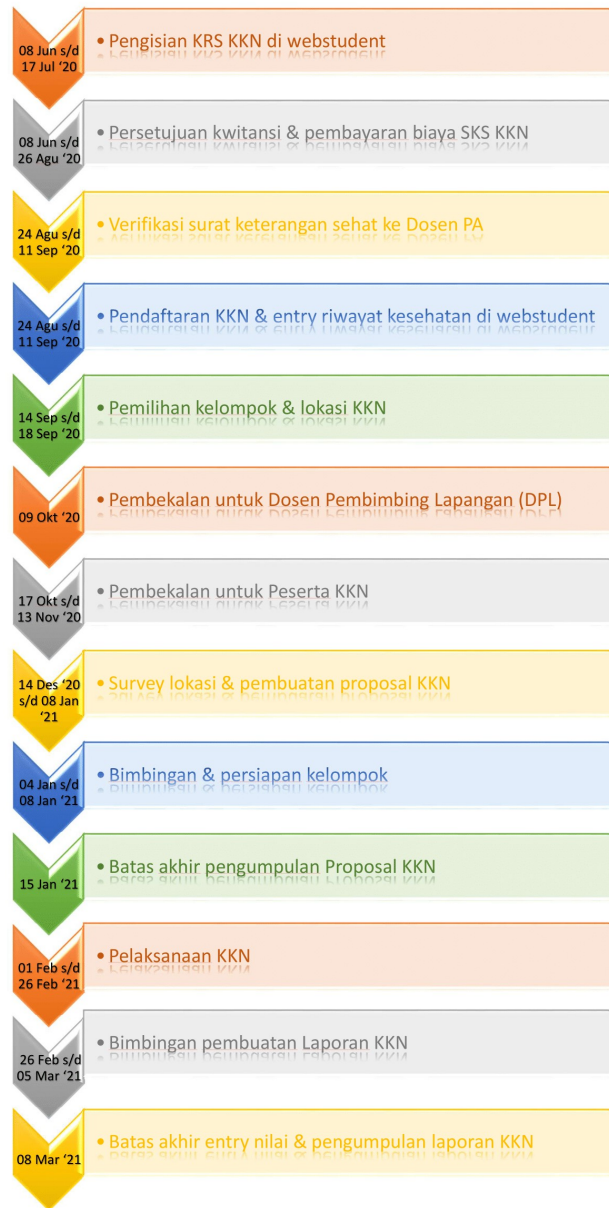 08 Jun s/d
17 Jul '20
• Pengisian KRS KKN di webstudent
08 Jun s/d
26 Agu '20
• Persetujuan kwitansi & pembayaran biaya SKS KKN
24 Agu s/d
11 Sep '20
• Verifikasi surat keterangan sehat ke Dosen PA
24 Agu s/d
11 Sep '20
• Pendaftaran KKN & entry riwayat kesehatan di webstudent
14 Sep s/d
18 Sep '20
• Pemilihan kelompok & lokasi KKN
09 Okt '20
• Pembekalan untuk Dosen Pembimbing Lapangan (DPL)
17 Okt s/d
13 Nov '20
• Pembekalan untuk Peserta KKN
14 Des '20
s/d 08 Jan
'21
• Survey lokasi & pembuatan proposal KKN
04 Jan s/d
08 Jan '21
• Bimbingan & persiapan kelompok
15 Jan '21
• Batas akhir pengumpulan Proposal KKN
01 Feb s/d
26 Feb '21
• Pelaksanaan KKN
26 Feb s/d
05 Mar '21
• Bimbingan pembuatan Laporan KKN
08 Mar '21
• Batas akhir entry nilai & pengumpulan laporan KKN